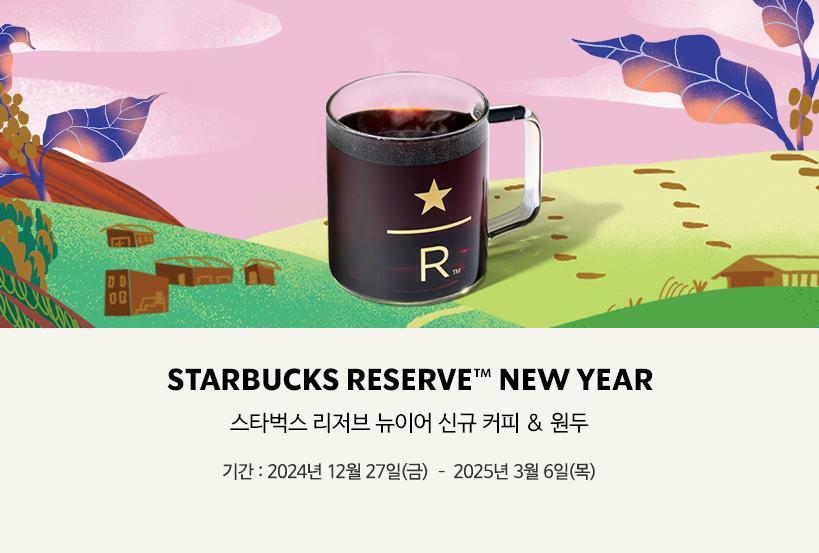 R™
STARBUCKS RESERVE™ NEW YEAR
스타벅스 리저브 뉴이어 신규 커피 & 원두
기간 : 2024년 12월 27일(금) - 2025년 3월 6일(목)